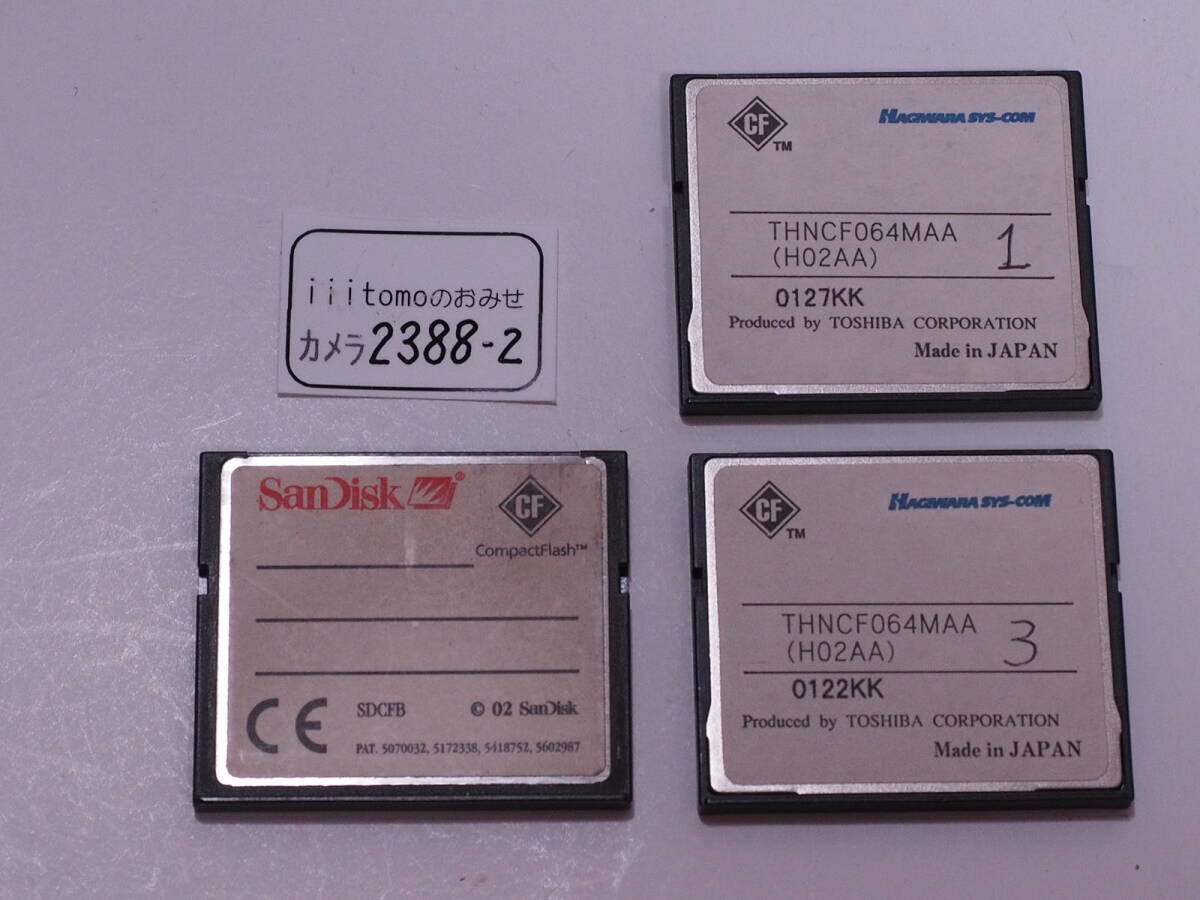 iiitomoのおみせ
カメラ2388-2
CF TM
HAGIWARA SYS-COM
THNCF064MAA
(H02AA)
1
0127KK
Produced by TOSHIBA CORPORATION
Made in JAPAN
SanDisk®
CF
CompactFlash™
CE SDCFB © 02 SanDisk
PAT. 5070032, 5172338, 5418752, 5602987
CF TM
HAGIWARA SYS-COM
THNCF064MAA
(H02AA)
3
0122KK
Produced by TOSHIBA CORPORATION
Made in JAPAN